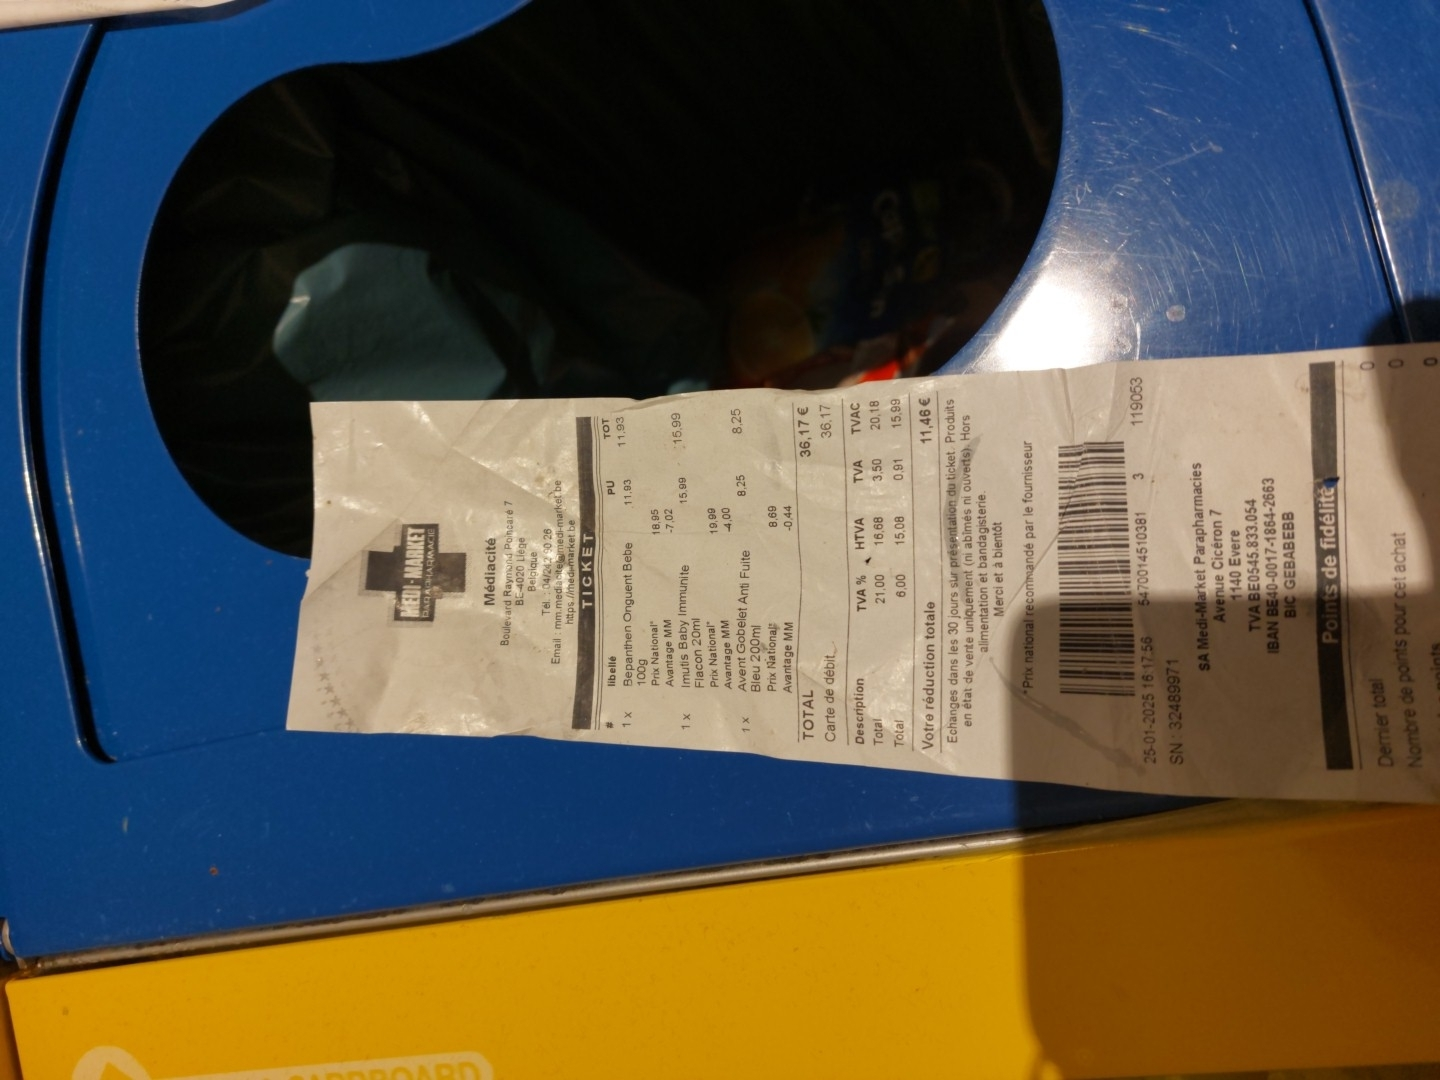 MEDI-MARKET
PARAPHARMACIE
Médiacité
Boulevard Raymond Poincaré 7
BE-4020 Liège
Belgique
Tel.: 04/242 90 26
Email : mm.mediacite@medi-market.be
https://medi-market.be
TICKET
# libellé PU TOT
1 x Bepanthen Onguent Bebe 11,93 11,93
100g
Prix National* 18,95
Avantage MM -7,02
1 x Imutis Baby Immunite 15,99 15,99
Flacon 20ml
Prix National* 19,99
Avantage MM -4,00
1 x Avent Gobelet Anti Fuite 8,25 8,25
Bleu 200ml
Prix National* 8,69
Avantage MM -0,44
TOTAL 36,17 €
Carte de débit 36,17
Description TVA % HTVA TVA TVAC
Total 21,00 16,68 3,50 20,18
Total 6,00 15,08 0,91 15,99
Votre réduction totale 11,46 €
Echanges dans les 30 jours sur présentation du ticket. Produits
en état de vente uniquement (ni abîmés ni ouverts). Hors
alimentation et bandagisterie.
Merci et à bientôt
*Prix national recommandé par le fournisseur
25-01-2025 16:17:56 5470014510381 3 119053
SN : 32489971
SA Medi-Market Parapharmacies
Avenue Cicéron 7
1140 Evere
TVA BE0545.833.054
IBAN BE40-0017-1864-2663
BIC GEBABEBB
Points de fidélité
Dernier total 0
Nombre de points pour cet achat 0
points 0
CARDBOARD